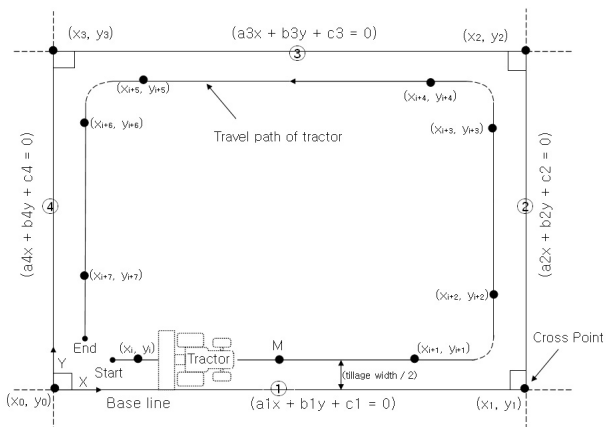 (x₃, y₃)
(a3x + b3y + c3 = 0)
(x₂, y₂)
③
(xᵢ₊₅, yᵢ₊₅)
(xᵢ₊₄, yᵢ₊₄)
(xᵢ₊₆, yᵢ₊₆)
Travel path of tractor
(xᵢ₊₃, yᵢ₊₃)
(a4x + b4y + c4 = 0)
④
②
(a2x + b2y + c2 = 0)
(xᵢ₊₇, yᵢ₊₇)
(xᵢ₊₂, yᵢ₊₂)
End
Start
(xᵢ, yᵢ)
Tractor
M
(xᵢ₊₁, yᵢ₊₁)
Cross Point
Y
X
(tillage width / 2)
①
(x₀, y₀)
Base line
(a1x + b1y + c1 = 0)
(x₁, y₁)